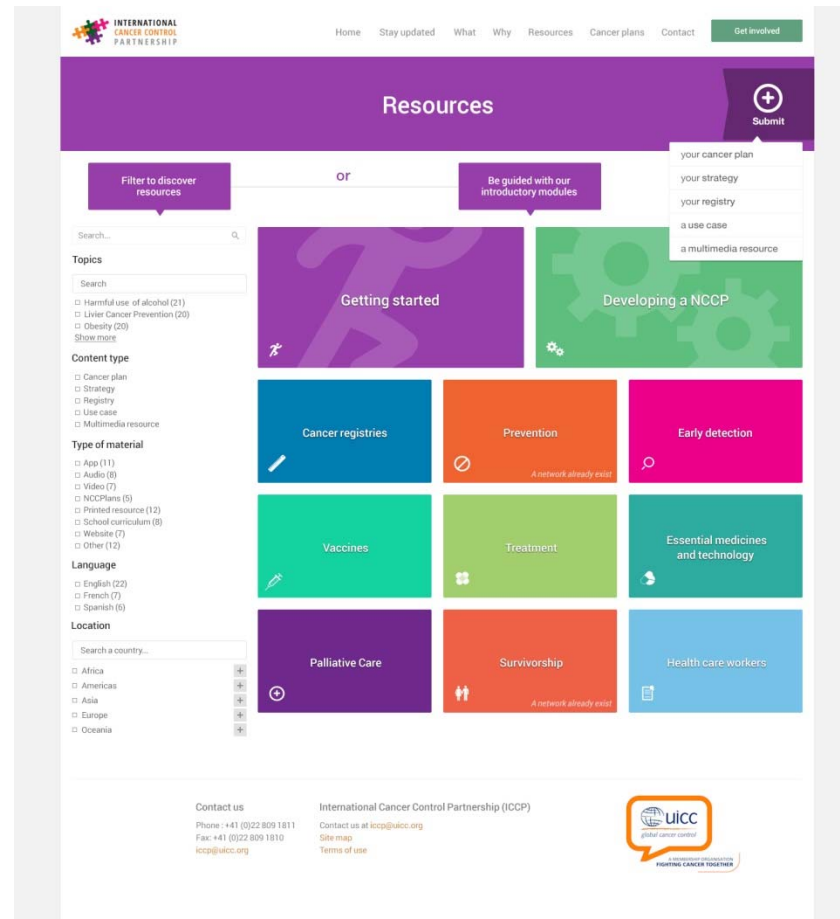 INTERNATIONAL
CANCER CONTROL
PARTNERSHIP
Home Stay updated What Why Resources Cancer plans Contact Get involved
Resources
Submit
your cancer plan
your strategy
your registry
a use case
a multimedia resource
Filter to discover
resources
or
Be guided with our
introductory modules
Search...
Topics
Search
Harmful use of alcohol (21)
Livier Cancer Prevention (20)
Obesity (20)
Show more
Content type
Cancer plan
Strategy
Registry
Use case
Multimedia resource
Type of material
App (11)
Audio (8)
Video (7)
NCCPlans (5)
Printed resource (12)
School curriculum (8)
Website (7)
Other (12)
Language
English (22)
French (7)
Spanish (6)
Location
Search a country...
Africa
Americas
Asia
Europe
Oceania
Getting started
Developing a NCCP
Cancer registries
Prevention
A network already exist
Early detection
Vaccines
Treatment
Essential medicines
and technology
Palliative Care
Survivorship
A network already exist
Health care workers
Contact us
Phone : +41 (0)22 809 1811
Fax: +41 (0)22 809 1810
iccp@uicc.org
International Cancer Control Partnership (ICCP)
Contact us at iccp@uicc.org
Site map
Terms of use
uicc
global cancer control
A MEMBERSHIP ORGANISATION
FIGHTING CANCER TOGETHER